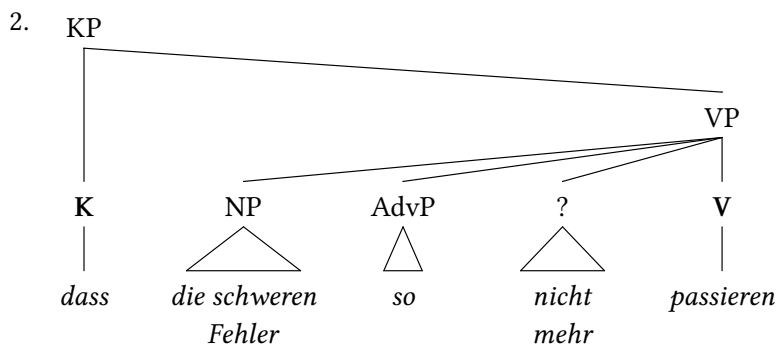 2. KP
VP
K NP AdvP ? V
dass die schweren so nicht passieren
Fehler mehr